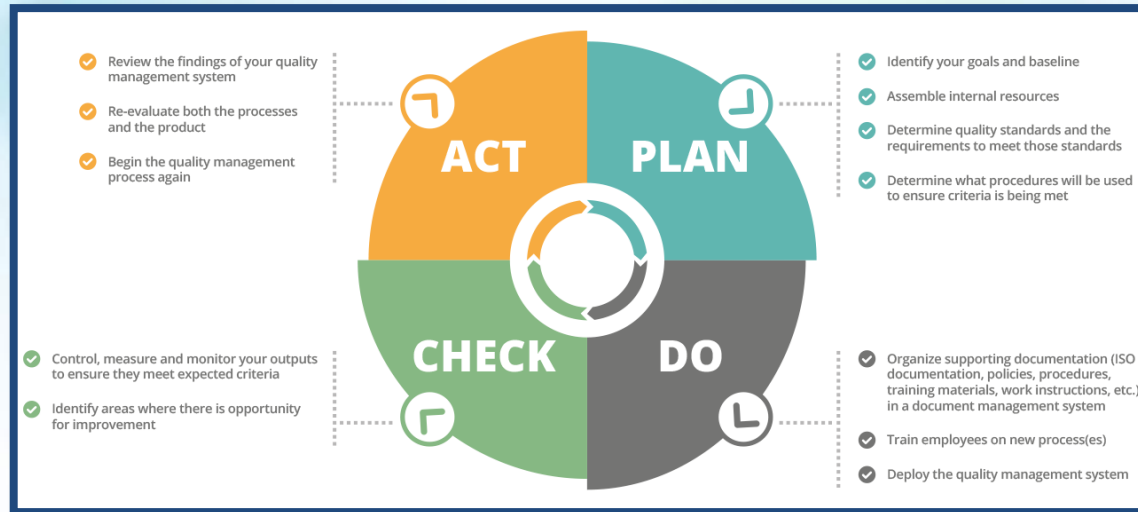 ACT
Review the findings of your quality
management system
Re-evaluate both the processes
and the product
Begin the quality management
process again
PLAN
Identify your goals and baseline
Assemble internal resources
Determine quality standards and the
requirements to meet those standards
Determine what procedures will be used
to ensure criteria is being met
CHECK
Control, measure and monitor your outputs
to ensure they meet expected criteria
Identify areas where there is opportunity
for improvement
DO
Organize supporting documentation (ISO
documentation, policies, procedures,
training materials, work instructions, etc.)
in a document management system
Train employees on new process(es)
Deploy the quality management system